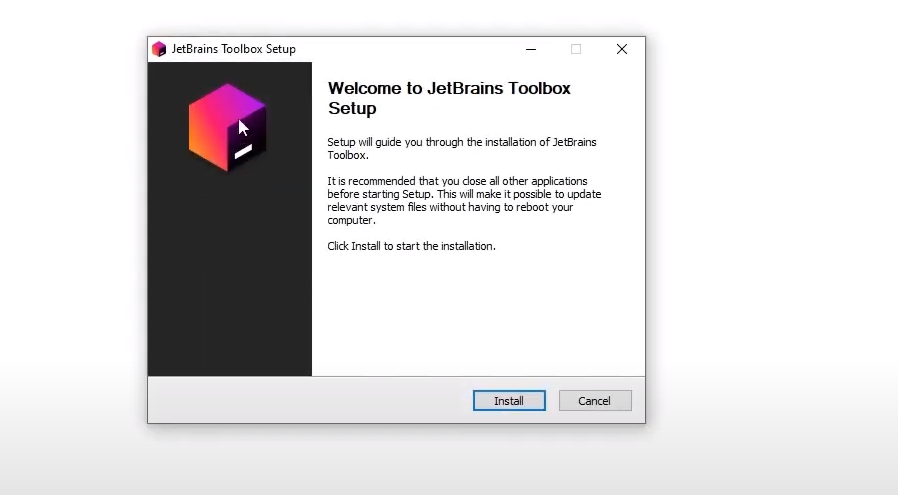 JetBrains Toolbox Setup
Welcome to JetBrains Toolbox
Setup
Setup will guide you through the installation of JetBrains
Toolbox.
It is recommended that you close all other applications
before starting Setup. This will make it possible to update
relevant system files without having to reboot your
computer.
Click Install to start the installation.
Install
Cancel